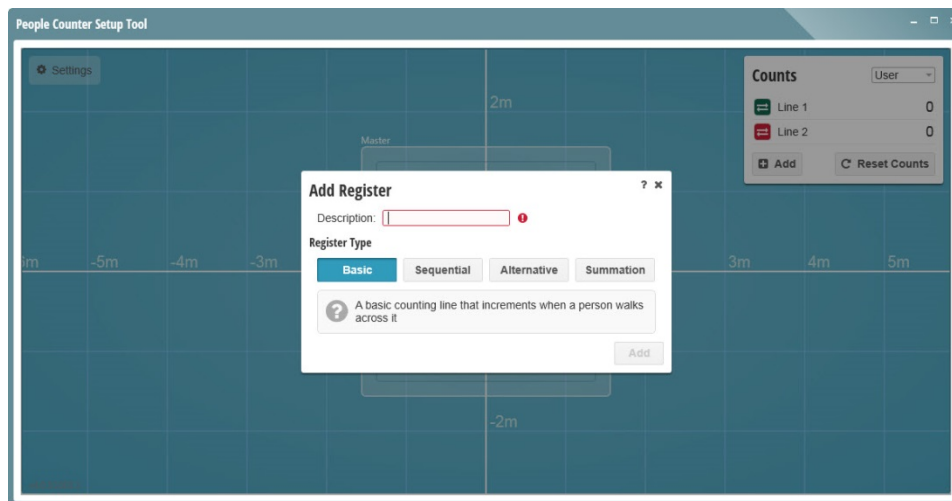 People Counter Setup Tool
Settings
Counts
User
Line 1 0
Line 2 0
Add Reset Counts
2m
Master
Add Register
Description:
Register Type
Basic Sequential Alternative Summation
A basic counting line that increments when a person walks
across it
Add
-5m -4m -3m 3m 4m 5m
-2m